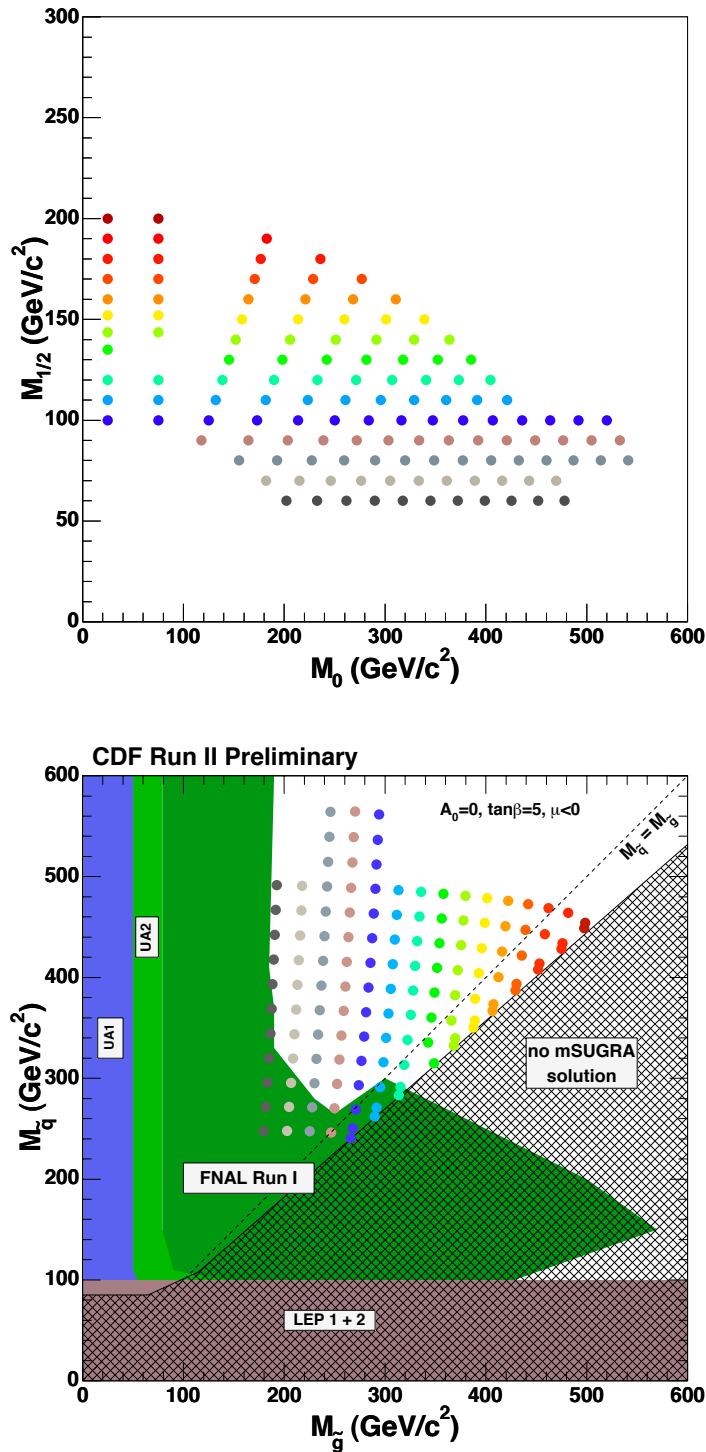 300
250
200
150
100
50
0
M1/2 (GeV/c2)
0 100 200 300 400 500 600
M0 (GeV/c2)
CDF Run II Preliminary
600
500
400
300
200
100
0
Mq̃ (GeV/c2)
A0=0, tanβ=5, μ<0
Mq̃ = Mg̃
UA2
UA1
no mSUGRA
solution
FNAL Run I
LEP 1 + 2
0 100 200 300 400 500 600
Mg̃ (GeV/c2)